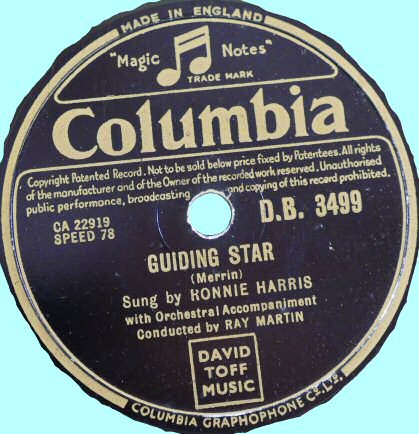 MADE IN ENGLAND
"Magic Notes"
TRADE MARK
Columbia
Copyright Patented Record. Not to be sold below price fixed by Patentees. All rights
of the manufacturer and of the Owner of the recorded work reserved. Unauthorised
public performance, broadcasting and copying of this record prohibited.
CA 22919
SPEED 78
D.B. 3499
GUIDING STAR
(Merrin)
Sung by RONNIE HARRIS
with Orchestral Accompaniment
Conducted by RAY MARTIN
DAVID
TOFF
MUSIC
COLUMBIA GRAPHOPHONE CO. LTD.